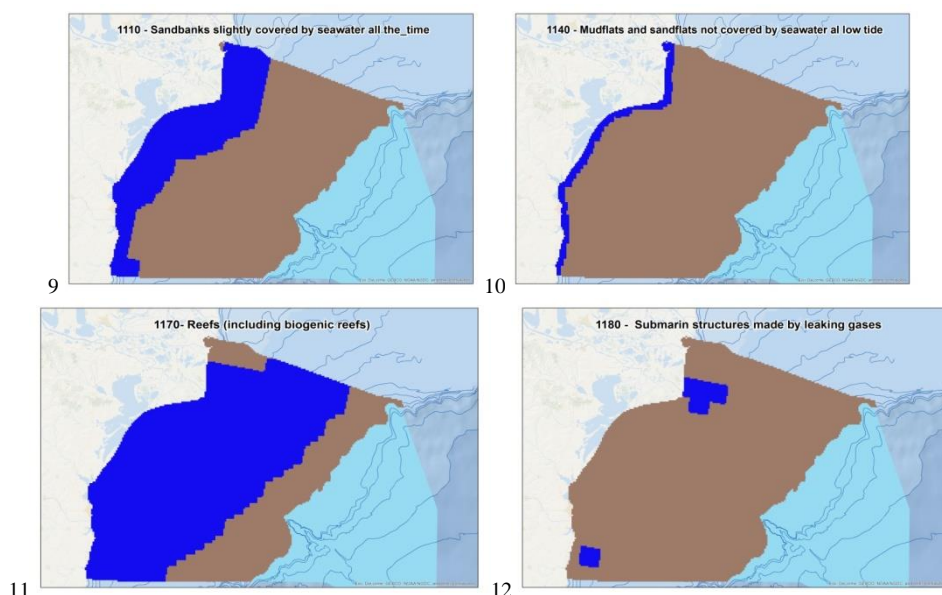 1110 - Sandbanks slightly covered by seawater all the_time
1140 - Mudflats and sandflats not covered by seawater al low tide
9
10
1170- Reefs (including biogenic reefs)
1180 - Submarin structures made by leaking gases
11
12